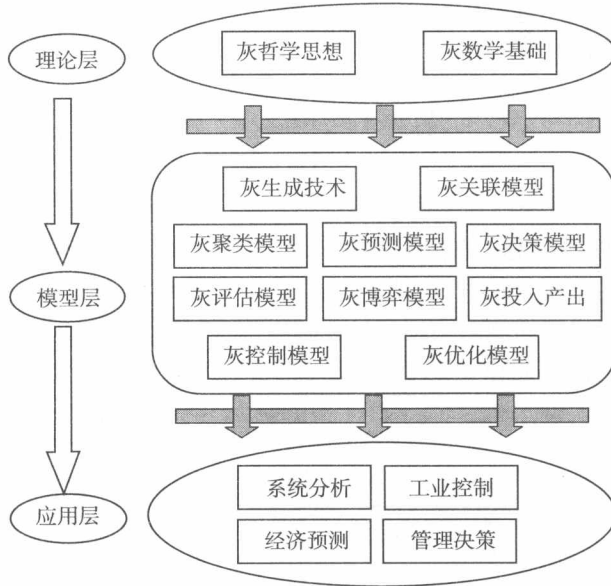 理论层
灰哲学思想 灰数学基础
灰生成技术 灰关联模型
灰聚类模型 灰预测模型 灰决策模型
模型层
灰评估模型 灰博弈模型 灰投入产出
灰控制模型 灰优化模型
系统分析 工业控制
应用层
经济预测 管理决策